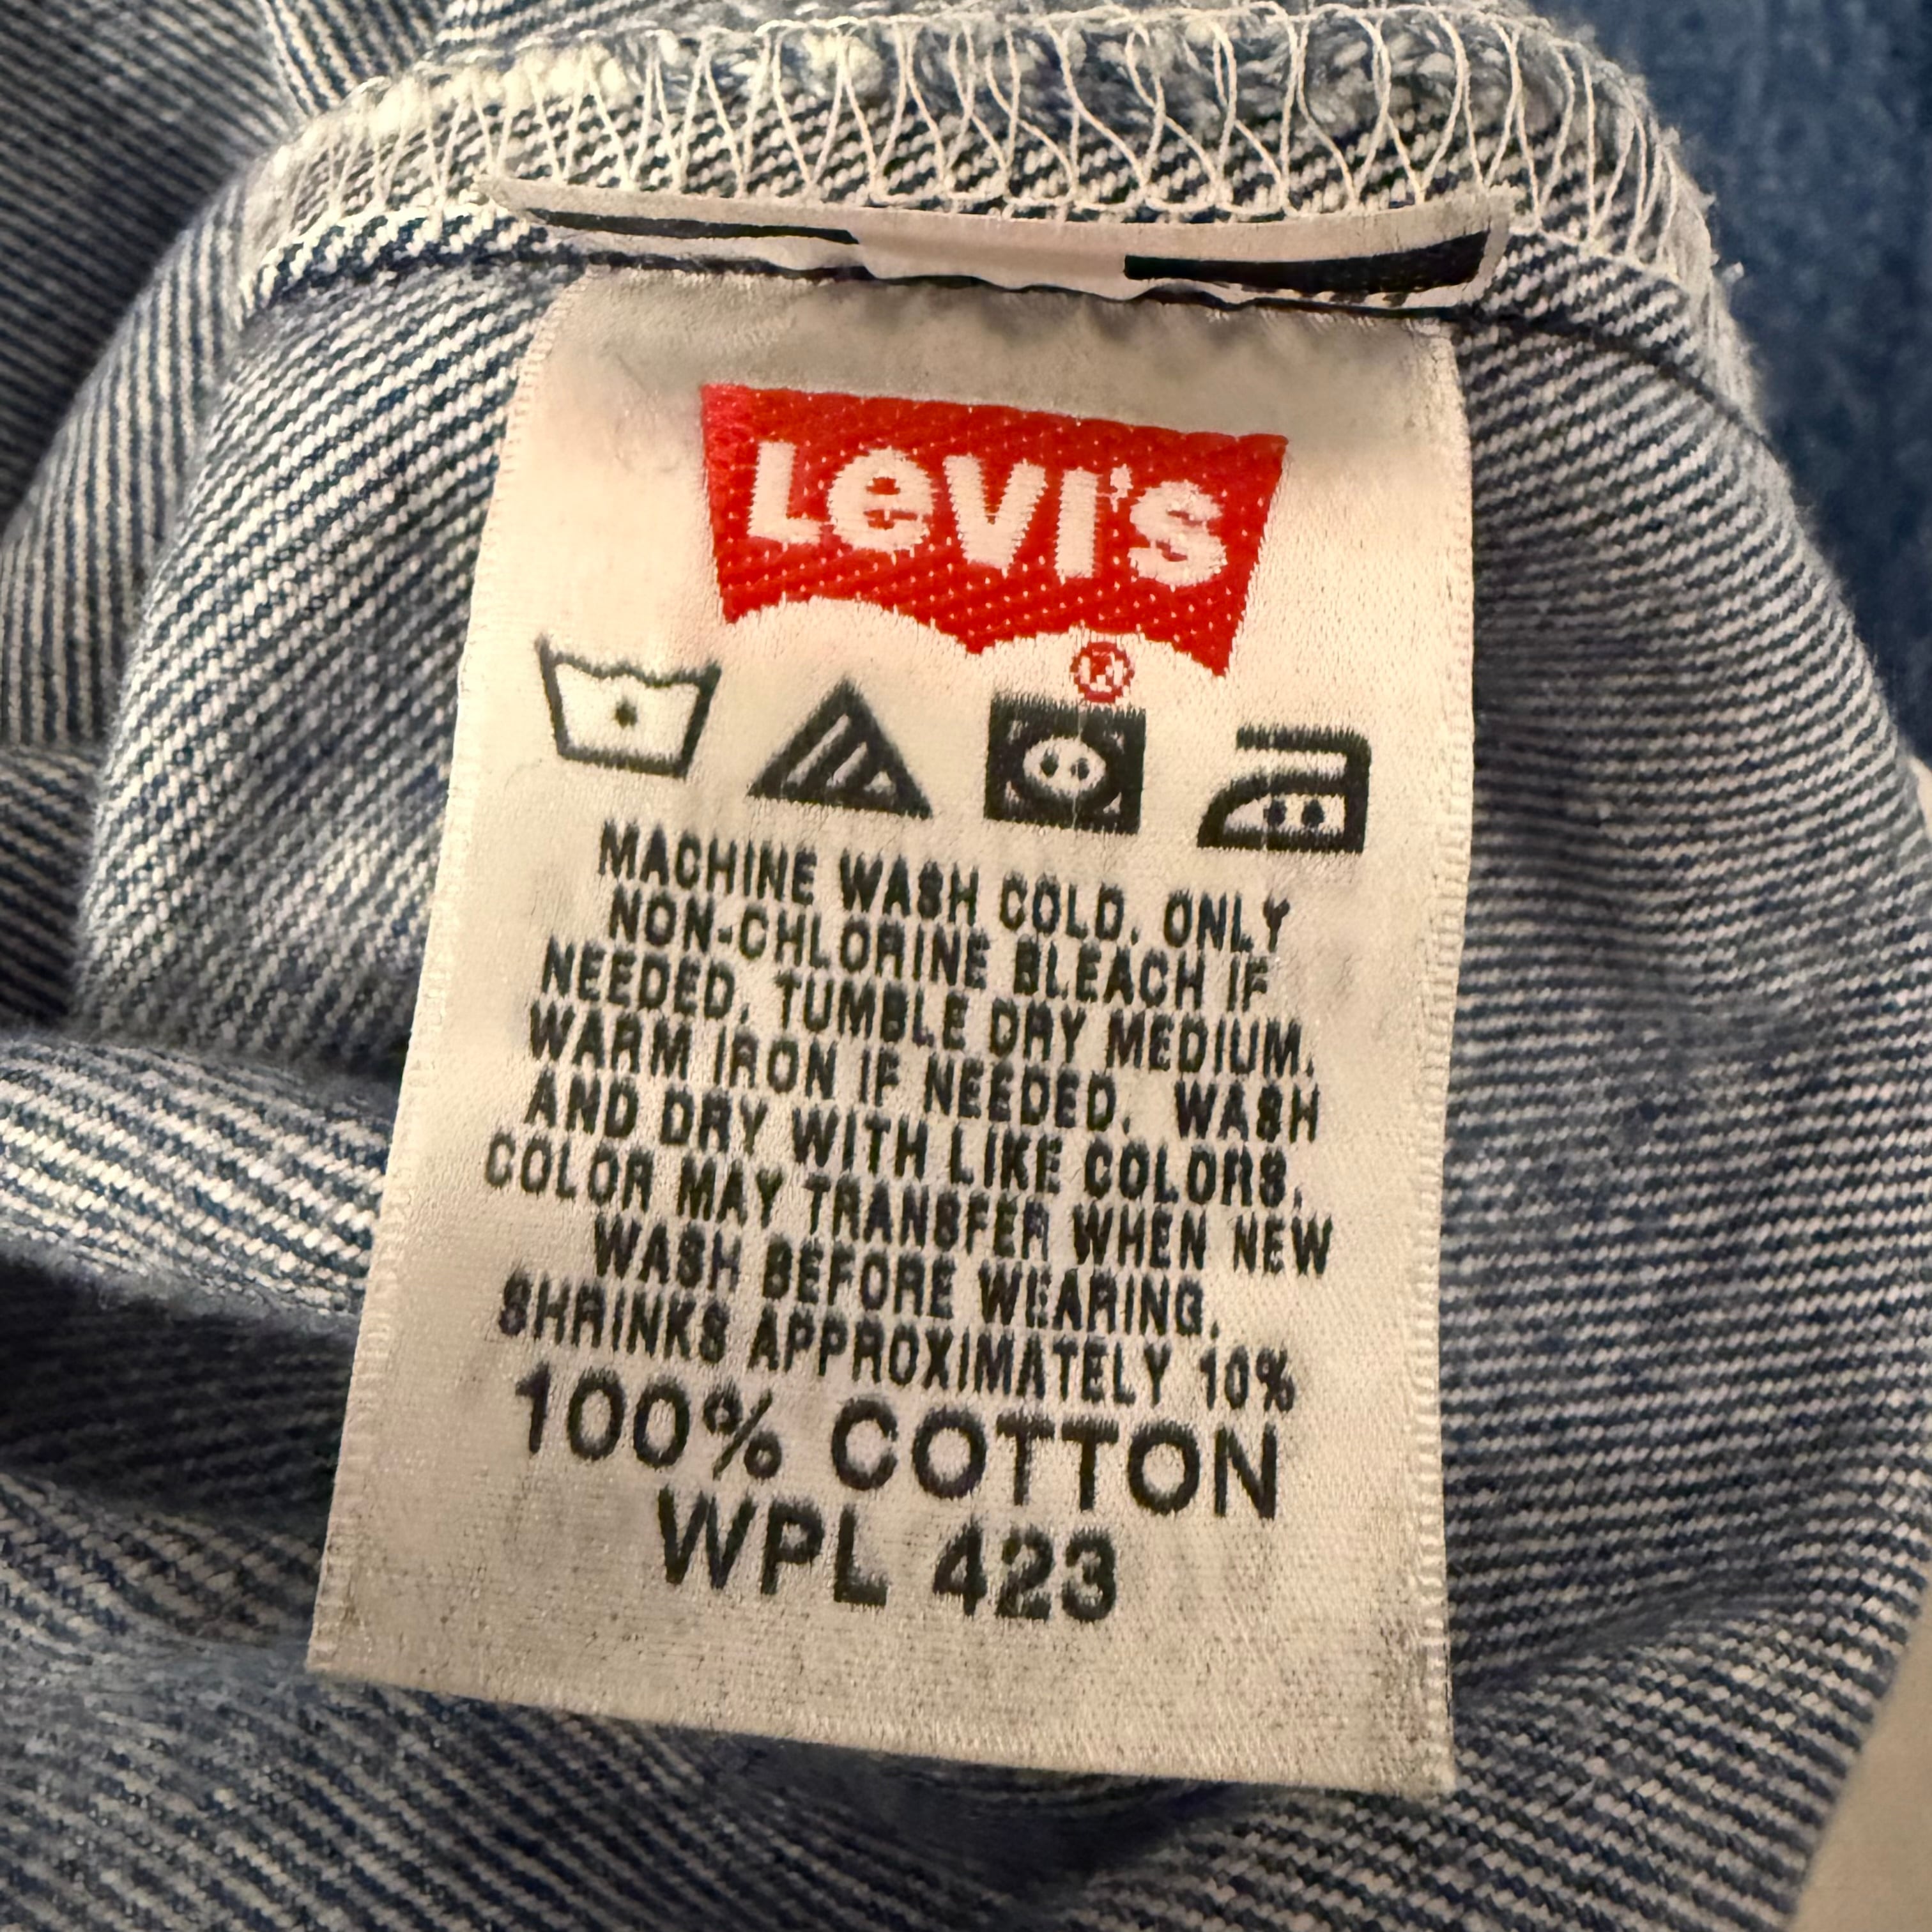 Levi's
®
MACHINE WASH COLD. ONLY
NON-CHLORINE BLEACH IF
NEEDED. TUMBLE DRY MEDIUM.
WARM IRON IF NEEDED. WASH
AND DRY WITH LIKE COLORS.
COLOR MAY TRANSFER WHEN NEW
WASH BEFORE WEARING.
SHRINKS APPROXIMATELY 10%
100% COTTON
WPL 423